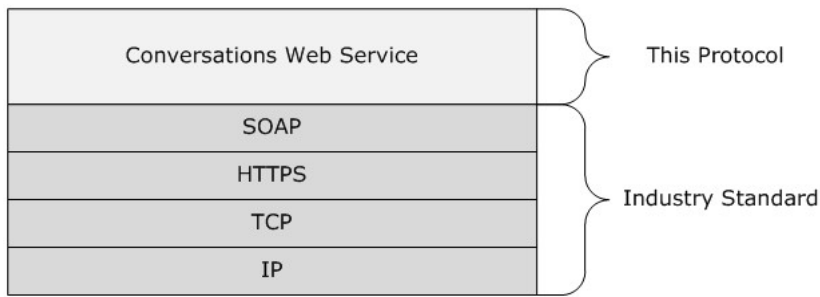 Conversations Web Service
This Protocol
SOAP
HTTPS
TCP
IP
Industry Standard